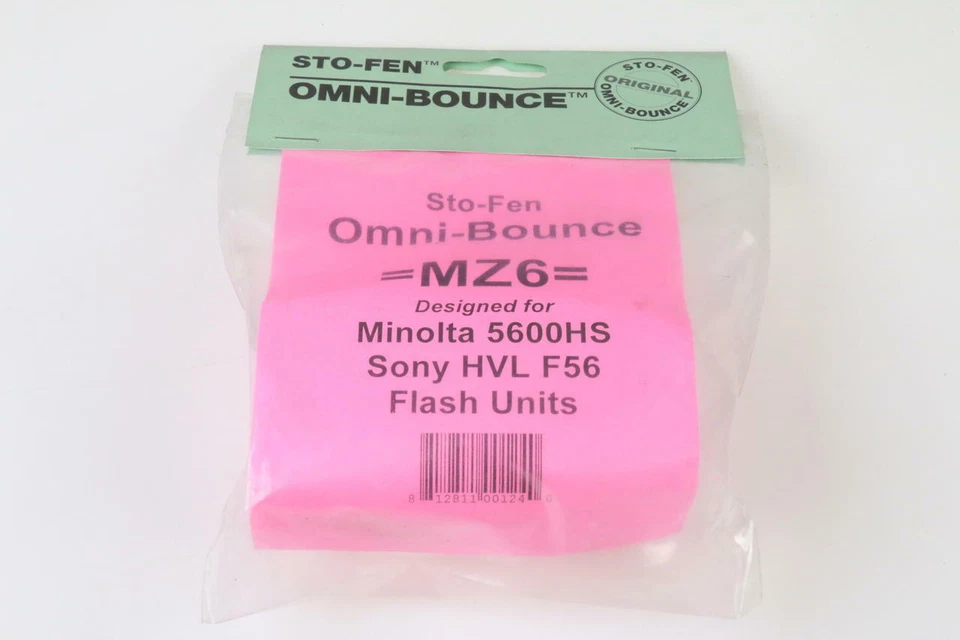 STO-FEN™
OMNI-BOUNCE™
STO-FEN™
ORIGINAL
OMNI-BOUNCE
Sto-Fen
Omni-Bounce
=MZ6=
Designed for
Minolta 5600HS
Sony HVL F56
Flash Units
8 12811 00124 0